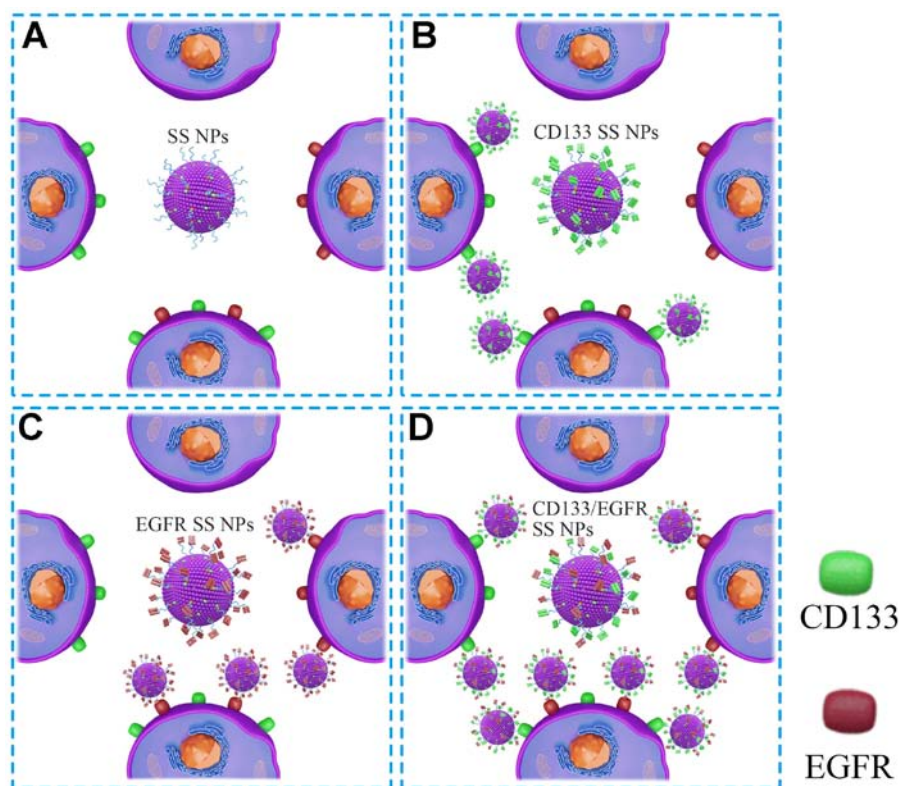 A
SS NPs
B
CD133 SS NPs
C
EGFR SS NPs
D
CD133/EGFR
SS NPs
CD133
EGFR